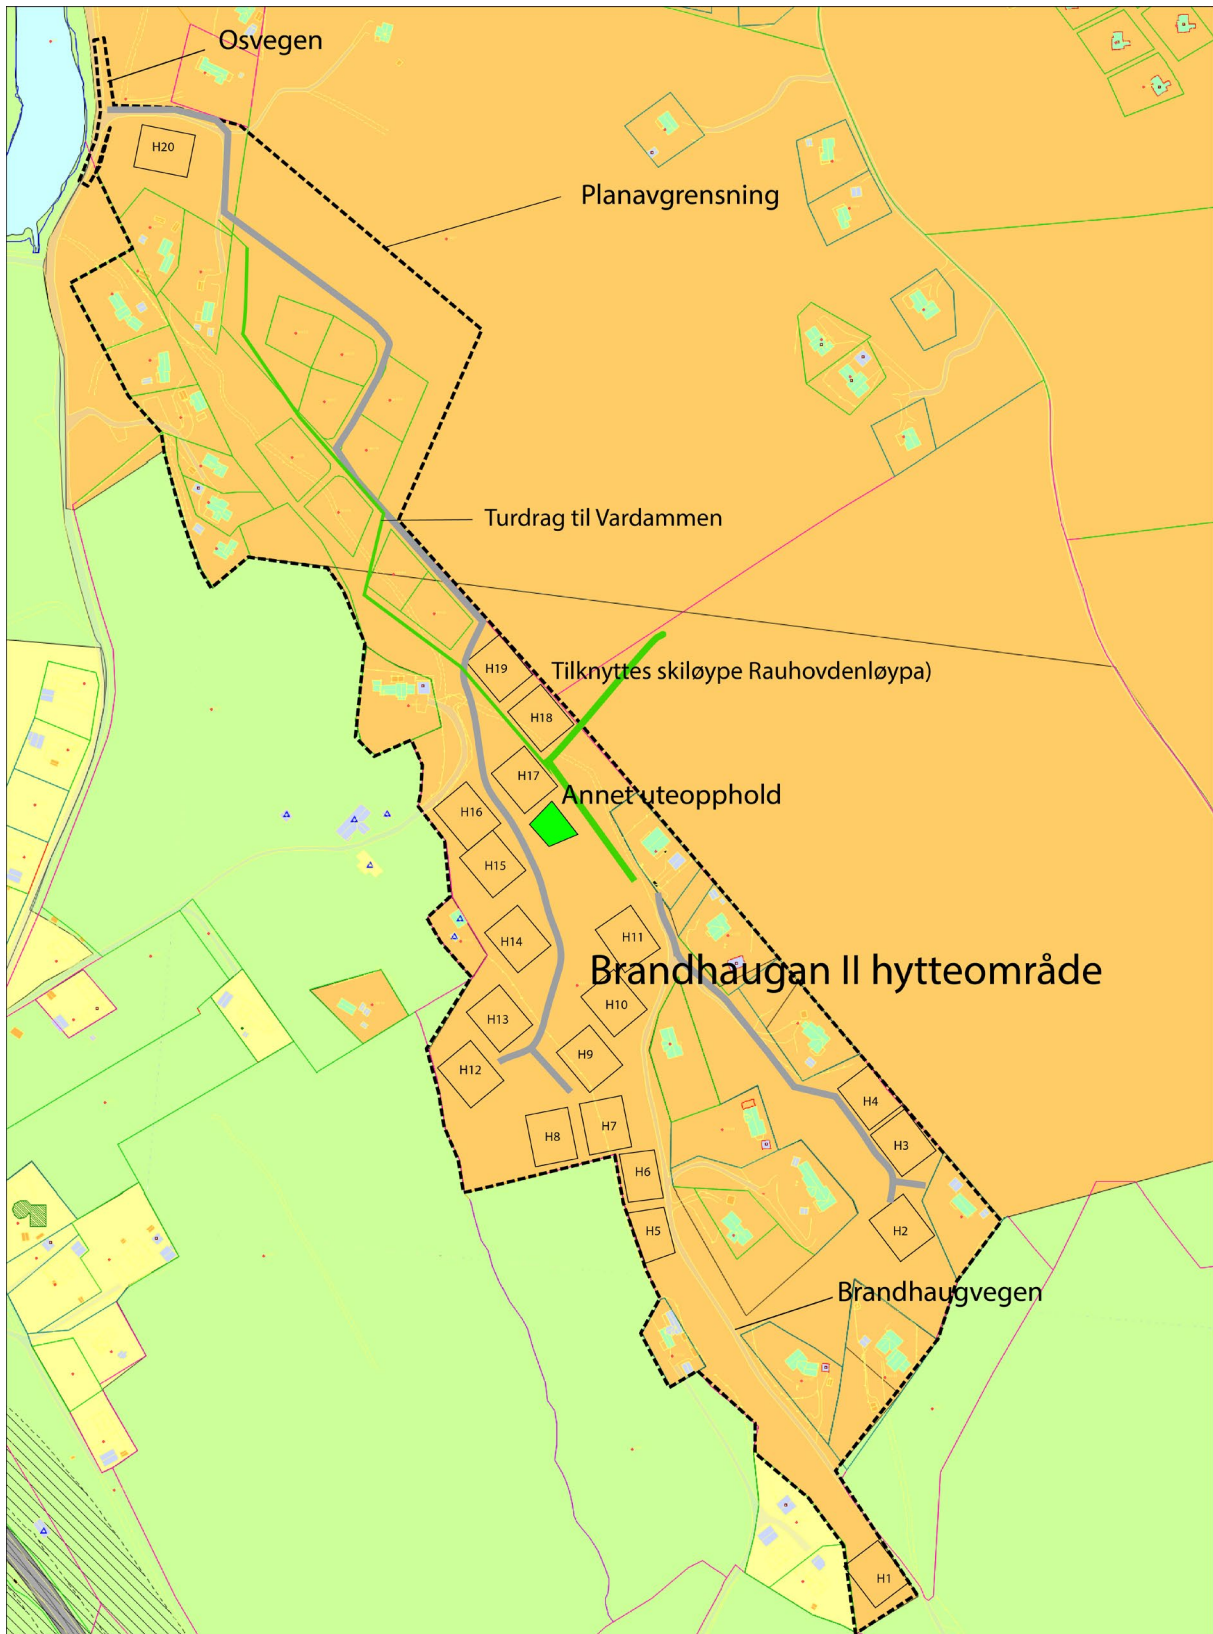 Osvegen
H20
Planavgrensning
Turdrag til Vardammen
H19
Tilknyttes skiløype Rauhovdenløypa)
H18
H17
Annet uteopphold
H16
H15
H14
H11
Brandhaugan II hytteområde
H10
H13
H9
H12
H4
H8
H7
H3
H6
H5
H2
Brandhaugvegen
H1